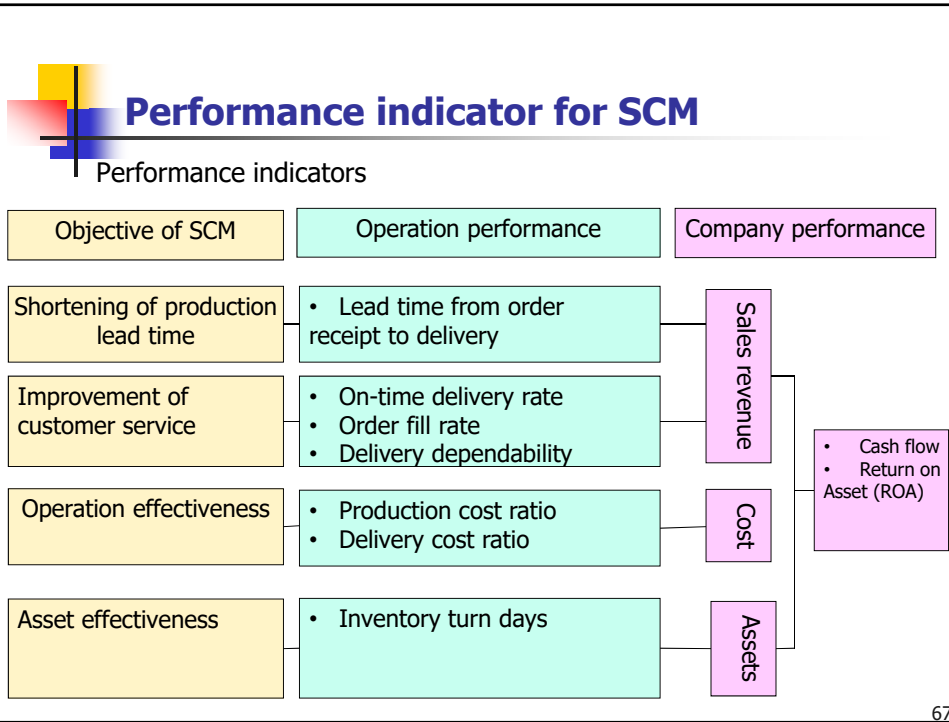 Performance indicator for SCM
Performance indicators
Objective of SCM
Operation performance
Company performance
Shortening of production
lead time
• Lead time from order
receipt to delivery
Sales revenue
Improvement of
customer service
• On-time delivery rate
• Order fill rate
• Delivery dependability
• Cash flow
• Return on
Asset (ROA)
Operation effectiveness
• Production cost ratio
• Delivery cost ratio
Cost
Asset effectiveness
• Inventory turn days
Assets
67